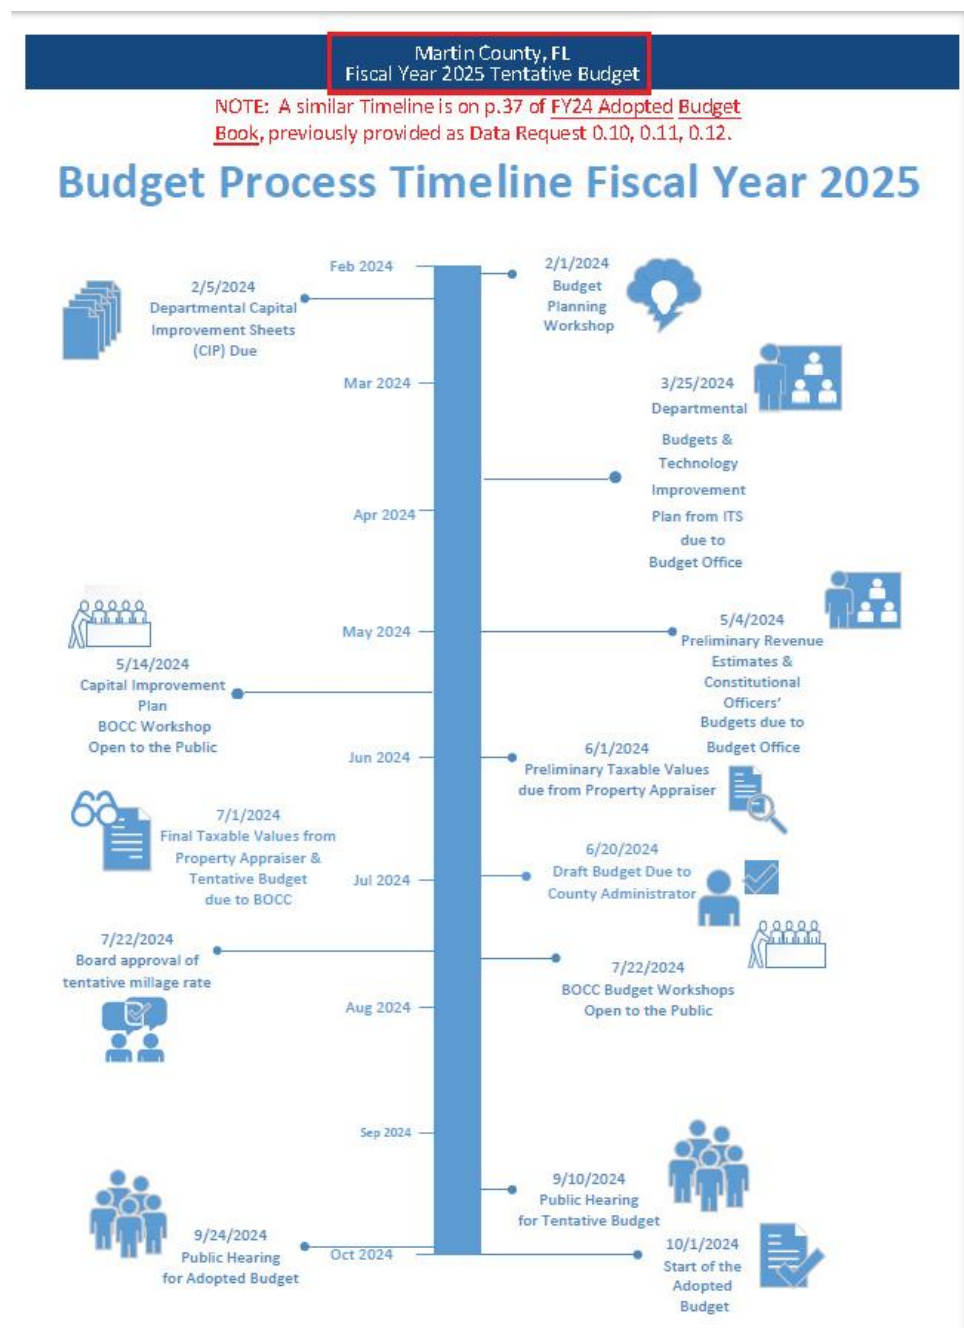 Martin County, FL
Fiscal Year 2025 Tentative Budget
NOTE: A similar Timeline is on p.37 of FY24 Adopted Budget
Book, previously provided as Data Request 0.10, 0.11, 0.12.
Budget Process Timeline Fiscal Year 2025
Feb 2024
2/1/2024
Budget
Planning
Workshop
2/5/2024
Departmental Capital
Improvement Sheets
(CIP) Due
Mar 2024
3/25/2024
Departmental
Budgets &
Technology
Improvement
Plan from ITS
due to
Budget Office
Apr 2024
May 2024
5/4/2024
Preliminary Revenue
Estimates &
Constitutional
Officers’
Budgets due to
Budget Office
5/14/2024
Capital Improvement
Plan
BOCC Workshop
Open to the Public
Jun 2024
6/1/2024
Preliminary Taxable Values
due from Property Appraiser
7/1/2024
Final Taxable Values from
Property Appraiser &
Tentative Budget
due to BOCC
6/20/2024
Draft Budget Due to
County Administrator
Jul 2024
7/22/2024
Board approval of
tentative millage rate
7/22/2024
BOCC Budget Workshops
Open to the Public
Aug 2024
Sep 2024
9/10/2024
Public Hearing
for Tentative Budget
9/24/2024
Public Hearing
for Adopted Budget
Oct 2024
10/1/2024
Start of the
Adopted
Budget